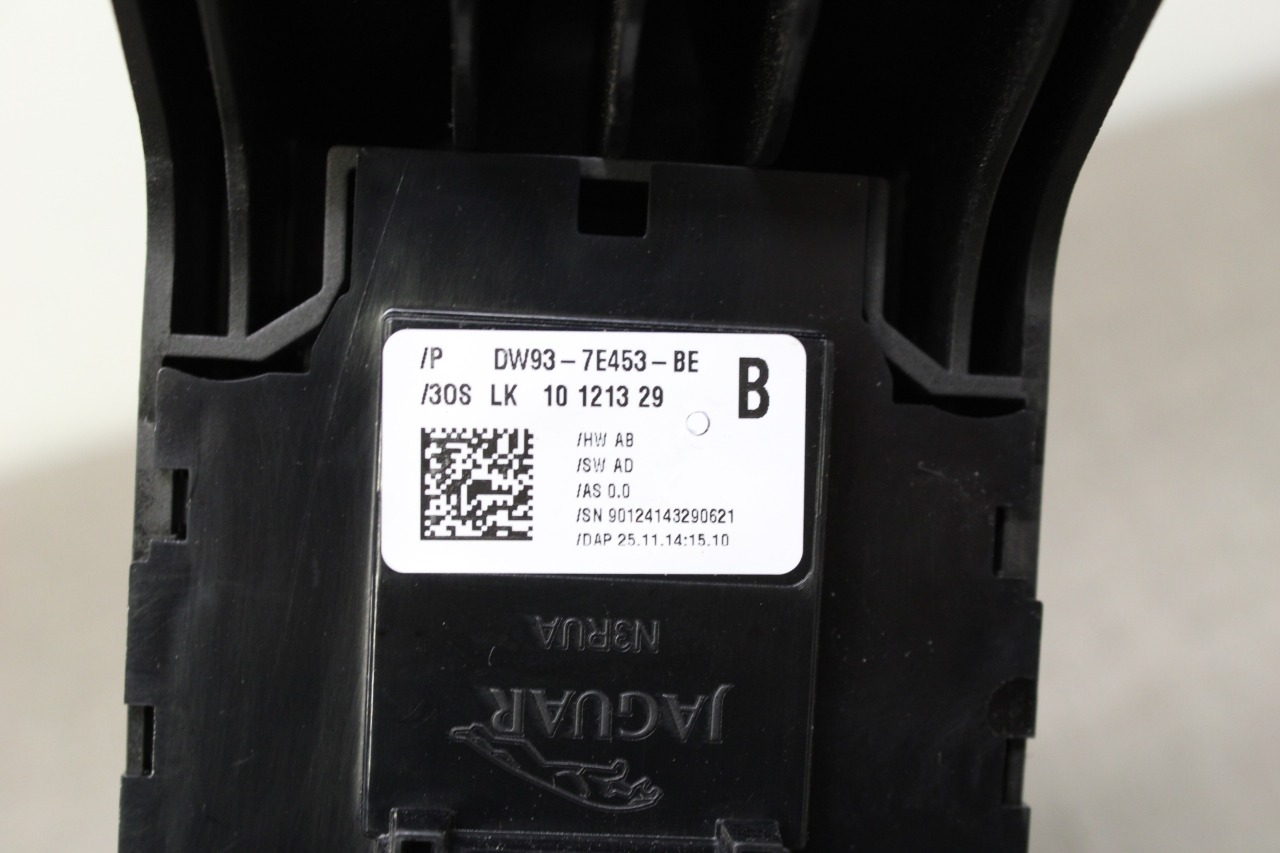 /P DW93-7E453-BE
B
/3OS LK 10 1213 29
/HW AB
/SW AD
/AS 0.0
/SN 90124143290621
/DAP 25.11.14:15.10
N3RUA
JAGUAR